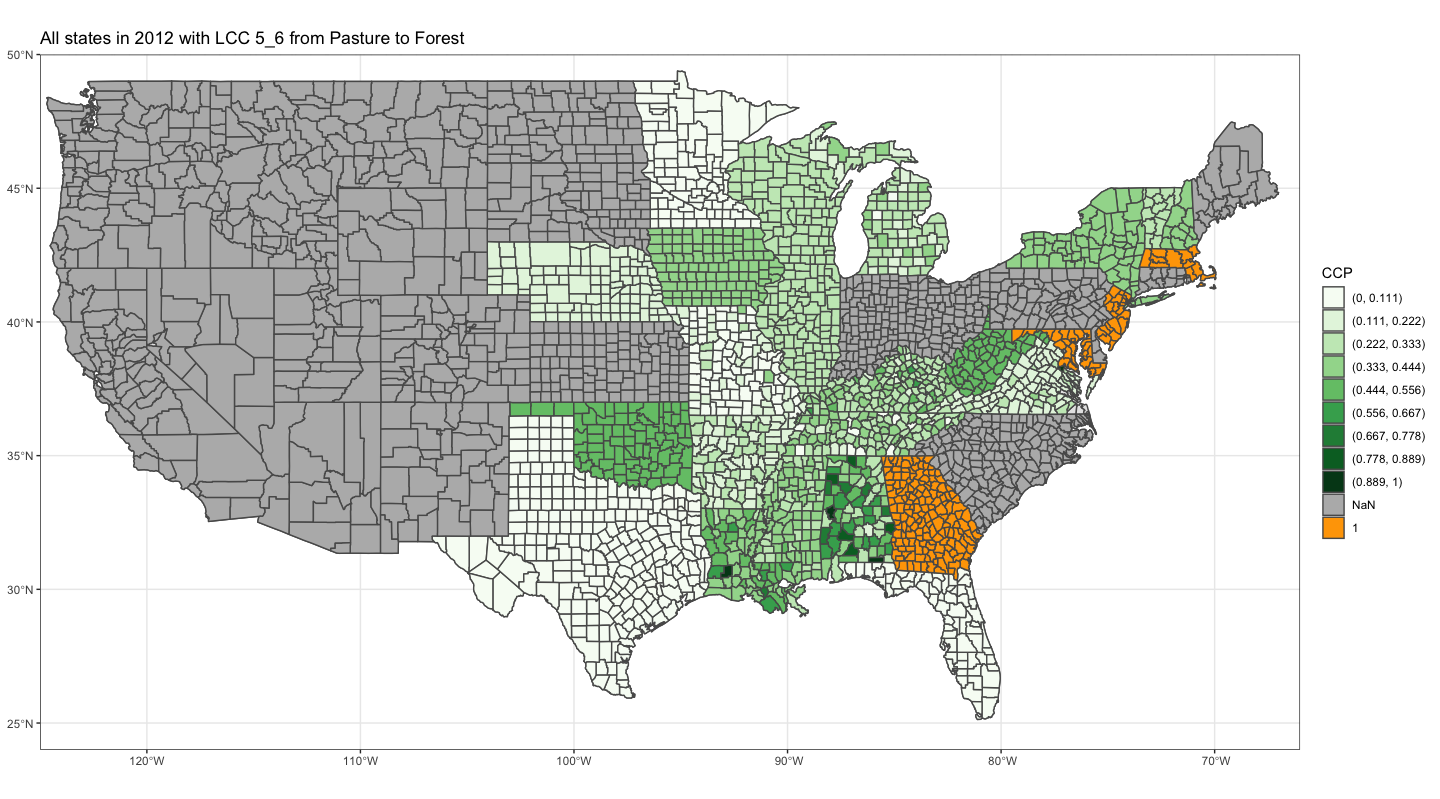 All states in 2012 with LCC 5_6 from Pasture to Forest
50°N
45°N
40°N
35°N
30°N
25°N
120°W
110°W
100°W
90°W
80°W
70°W
CCP
(0, 0.111)
(0.111, 0.222)
(0.222, 0.333)
(0.333, 0.444)
(0.444, 0.556)
(0.556, 0.667)
(0.667, 0.778)
(0.778, 0.889)
(0.889, 1)
NaN
1